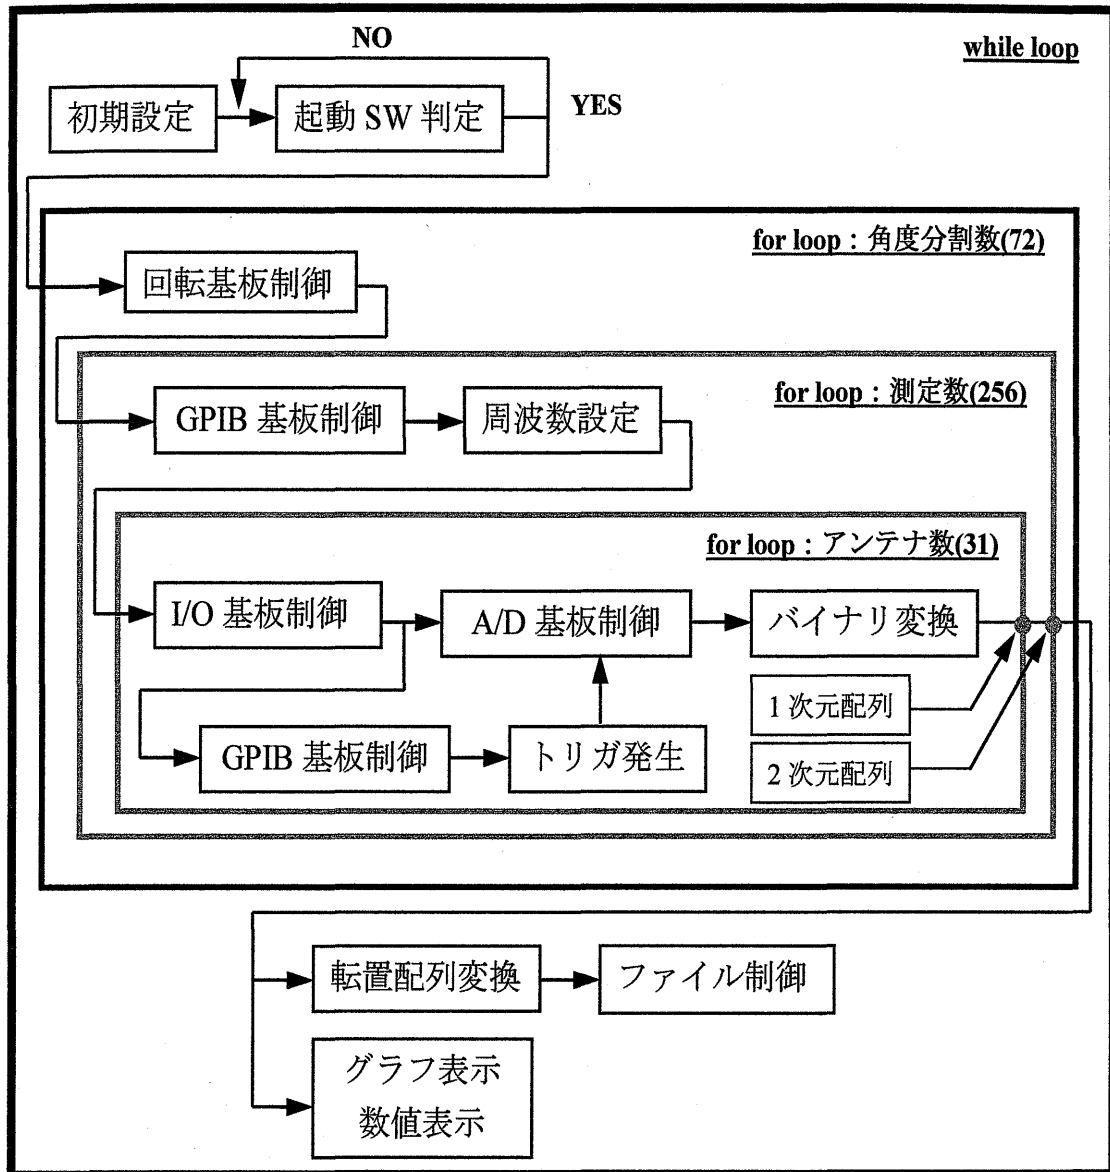 while loop
NO
初期設定
起動 SW 判定
YES
for loop : 角度分割数(72)
回転基板制御
for loop : 測定数(256)
GPIB 基板制御
周波数設定
for loop : アンテナ数(31)
I/O 基板制御
A/D 基板制御
バイナリ変換
1 次元配列
GPIB 基板制御
トリガ発生
2 次元配列
転置配列変換
ファイル制御
グラフ表示
数値表示